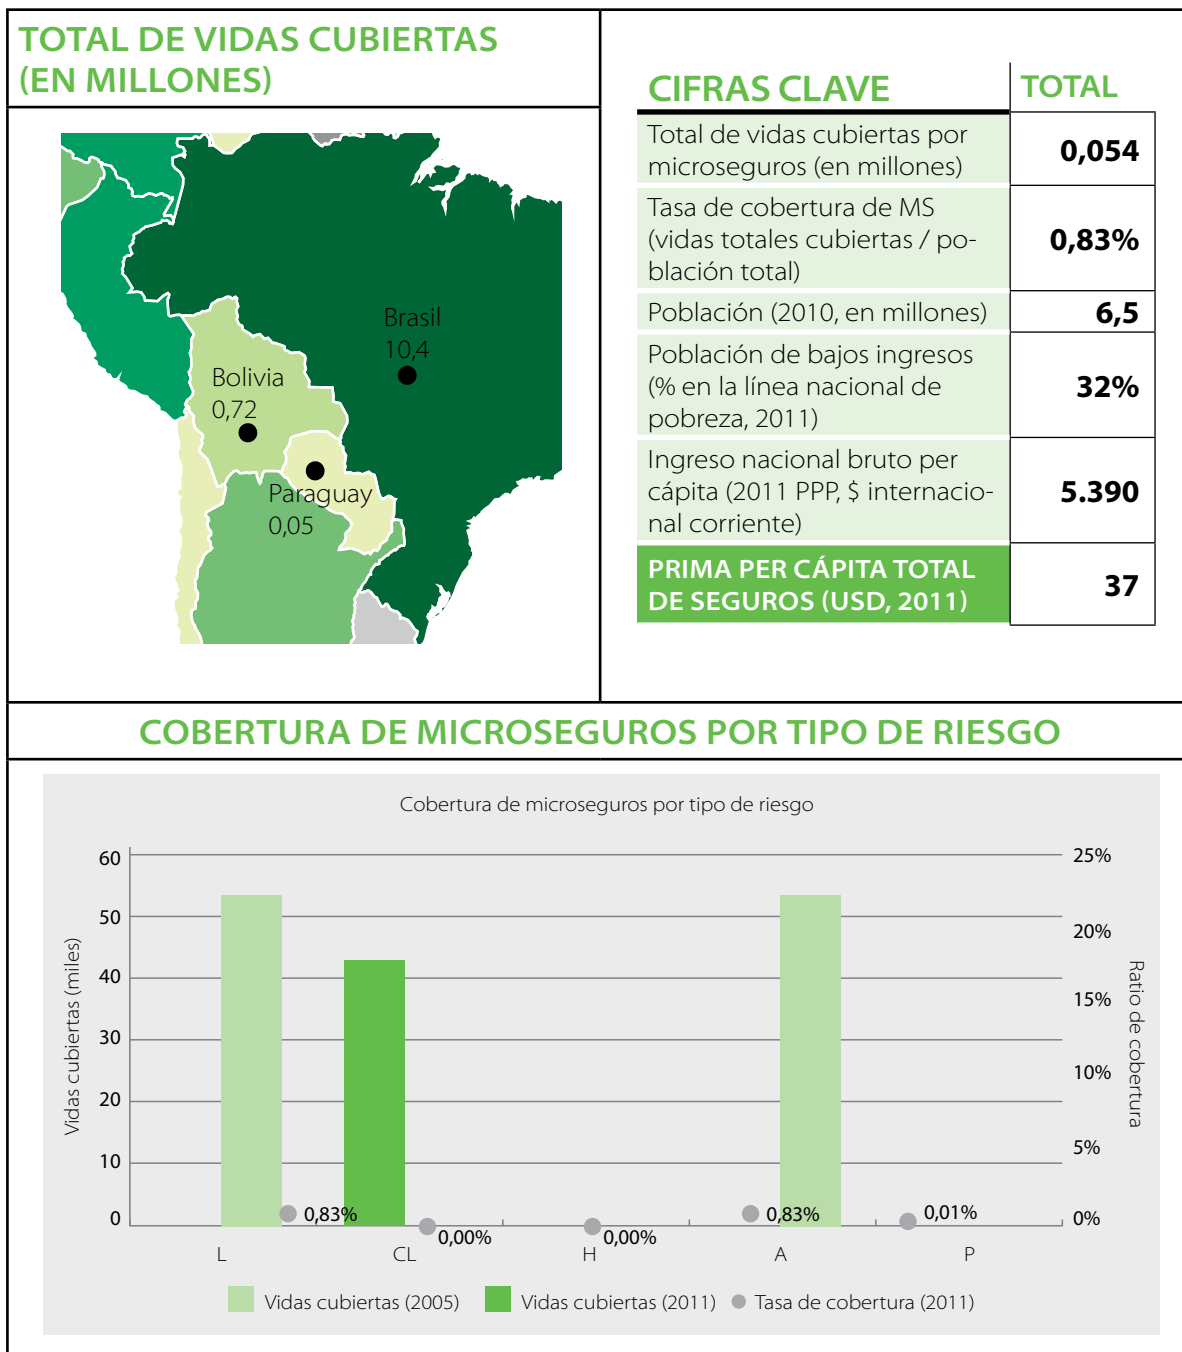 TOTAL DE VIDAS CUBIERTAS
(EN MILLONES)
Brasil
10,4
Bolivia
0,72
Paraguay
0,05
CIFRAS CLAVE
TOTAL
Total de vidas cubiertas por
microseguros (en millones)
0,054
Tasa de cobertura de MS
(vidas totales cubiertas / po-
blación total)
0,83%
Población (2010, en millones)
6,5
Población de bajos ingresos
(% en la línea nacional de
pobreza, 2011)
32%
Ingreso nacional bruto per
cápita (2011 PPP, $ internacio-
nal corriente)
5.390
PRIMA PER CÁPITA TOTAL
DE SEGUROS (USD, 2011)
37
COBERTURA DE MICROSEGUROS POR TIPO DE RIESGO
Cobertura de microseguros por tipo de riesgo
Vidas cubiertas (miles)
60
50
40
30
20
10
0
0,83%
0,00%
0,00%
0,83%
0,01%
25%
20%
15%
10%
5%
0%
Ratio de cobertura
L
CL
H
A
P
Vidas cubiertas (2005)
Vidas cubiertas (2011)
Tasa de cobertura (2011)